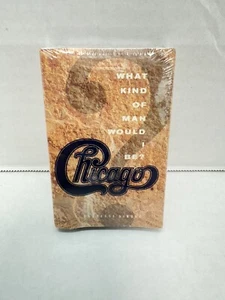 WHAT
KIND
OF
MAN
WOULD
I
BE?
Chicago